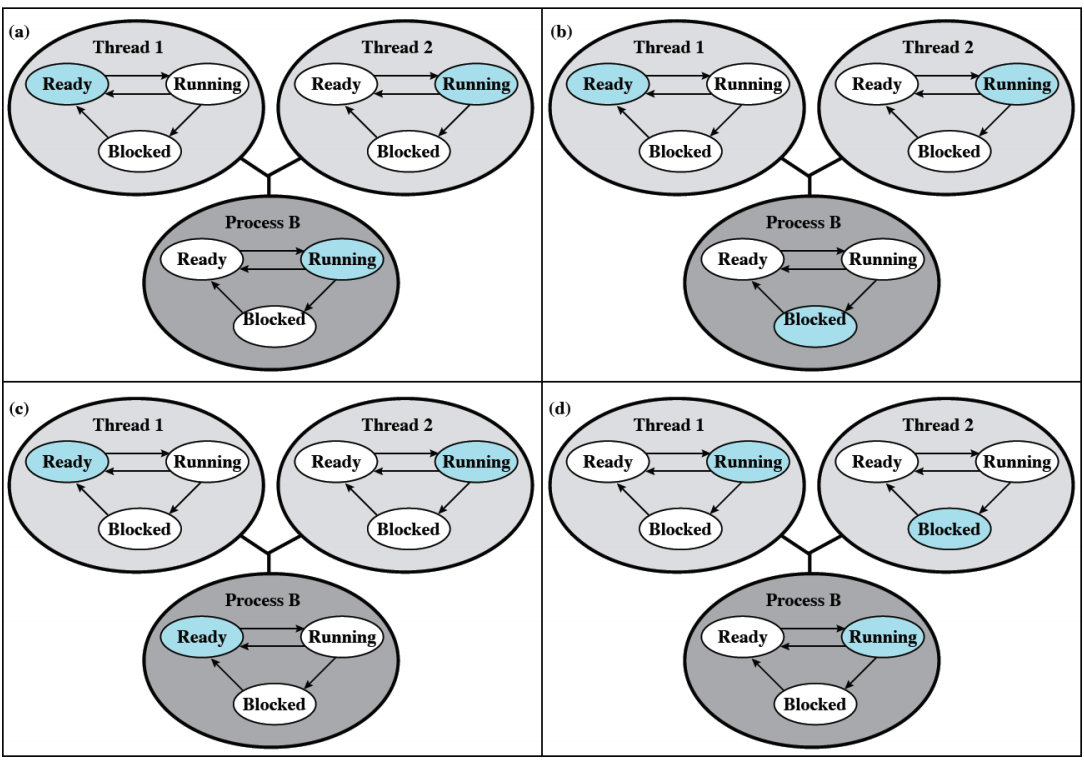 (a)
Thread 1
Thread 2
Ready
Running
Ready
Running
Blocked
Blocked
Process B
Ready
Running
Blocked
(b)
Thread 1
Thread 2
Ready
Running
Ready
Running
Blocked
Blocked
Process B
Ready
Running
Blocked
(c)
Thread 1
Thread 2
Ready
Running
Ready
Running
Blocked
Blocked
Process B
Ready
Running
Blocked
(d)
Thread 1
Thread 2
Ready
Running
Ready
Running
Blocked
Blocked
Process B
Ready
Running
Blocked